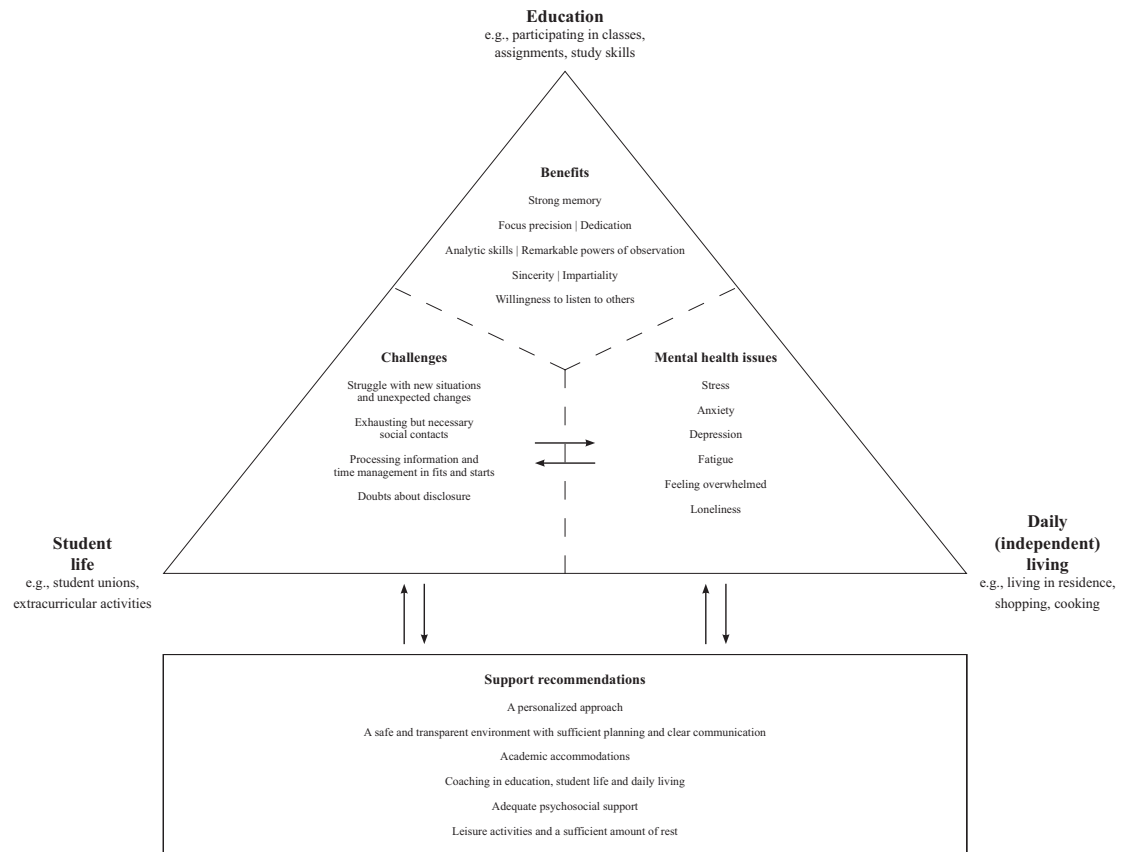 Education
e.g., participating in classes,
assignments, study skills
Benefits
Strong memory
Focus precision | Dedication
Analytic skills | Remarkable powers of observation
Sincerity | Impartiality
Willingness to listen to others
Challenges
Struggle with new situations
and unexpected changes
Exhausting but necessary
social contacts
Processing information and
time management in fits and starts
Doubts about disclosure
Mental health issues
Stress
Anxiety
Depression
Fatigue
Feeling overwhelmed
Loneliness
Student
life
e.g., student unions,
extracurricular activities
Daily
(independent)
living
e.g., living in residence,
shopping, cooking
Support recommendations
A personalized approach
A safe and transparent environment with sufficient planning and clear communication
Academic accommodations
Coaching in education, student life and daily living
Adequate psychosocial support
Leisure activities and a sufficient amount of rest